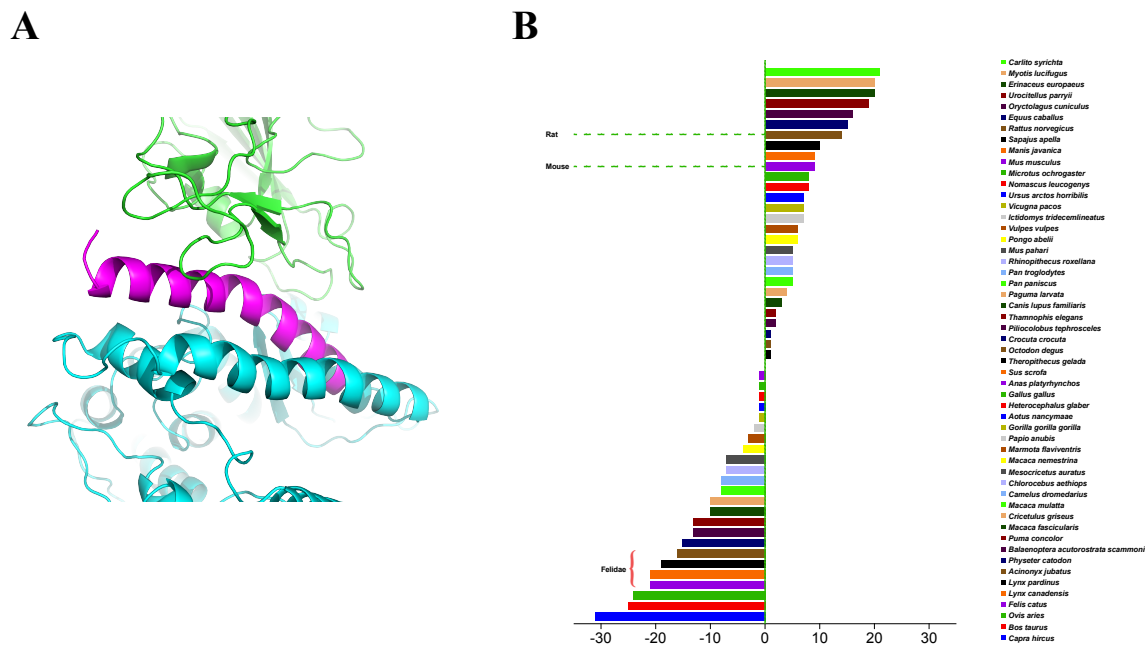 A
B
Rat
Mouse
Felidae
-30 -20 -10 0 10 20 30
Carlito syrichta
Myotis lucifugus
Erinaceus europaeus
Urocitellus parryii
Oryctolagus cuniculus
Equus caballus
Rattus norvegicus
Sapajus apella
Manis javanica
Mus musculus
Microtus ochrogaster
Nomascus leucogenys
Ursus arctos horribilis
Vicugna pacos
Ictidomys tridecemlineatus
Vulpes vulpes
Pongo abelii
Mus pahari
Rhinopithecus roxellana
Pan troglodytes
Pan paniscus
Paguma larvata
Canis lupus familiaris
Thamnophis elegans
Piliocolobus tephrosceles
Crocuta crocuta
Octodon degus
Theropithecus gelada
Sus scrofa
Anas platyrhynchos
Gallus gallus
Heterocephalus glaber
Aotus nancymaae
Gorilla gorilla gorilla
Papio anubis
Marmota flaviventris
Macaca nemestrina
Mesocricetus auratus
Chlorocebus aethiops
Camelus dromedarius
Macaca mulatta
Cricetulus griseus
Macaca fascicularis
Puma concolor
Balaenoptera acutorostrata scammoni
Physeter catodon
Acinonyx jubatus
Lynx pardinus
Lynx canadensis
Felis catus
Ovis aries
Bos taurus
Capra hircus